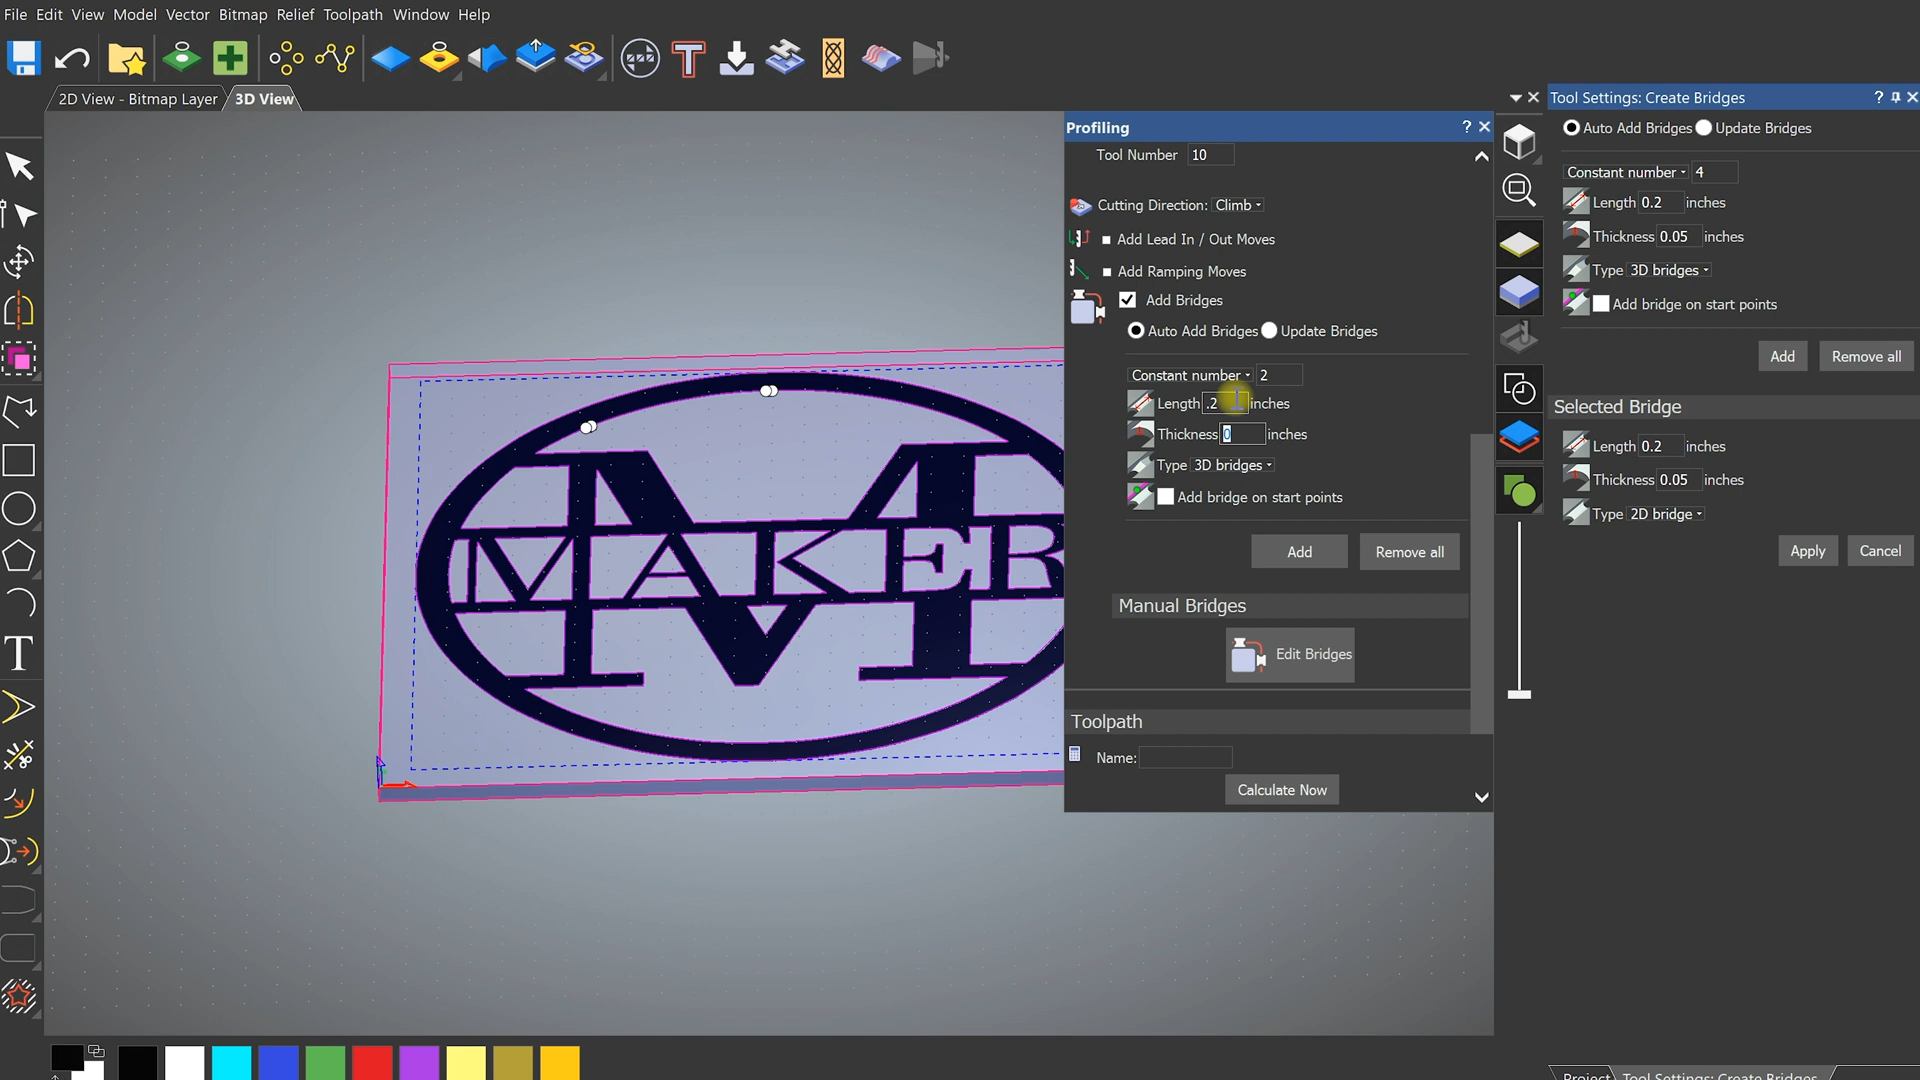 File Edit View Model Vector Bitmap Relief Toolpath Window Help
2D View - Bitmap Layer
3D View
Profiling
?
Tool Number 10
Cutting Direction: Climb
Add Lead In / Out Moves
Add Ramping Moves
Add Bridges
Auto Add Bridges Update Bridges
Constant number 2
Length .2 inches
Thickness 0 inches
Type 3D bridges
Add bridge on start points
Add Remove all
Manual Bridges
Edit Bridges
Toolpath
Name:
Calculate Now
Tool Settings: Create Bridges
?
Auto Add Bridges Update Bridges
Constant number 4
Length 0.2 inches
Thickness 0.05 inches
Type 3D bridges
Add bridge on start points
Add Remove all
Selected Bridge
Length 0.2 inches
Thickness 0.05 inches
Type 2D bridge
Apply Cancel
M
MAKER
T
T
Project Tool Settings: Create Bridges